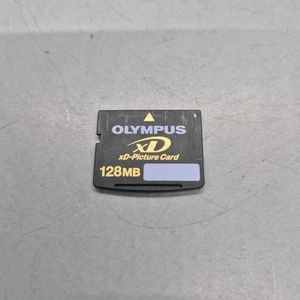 OLYMPUS
xD
xD-Picture Card
128MB